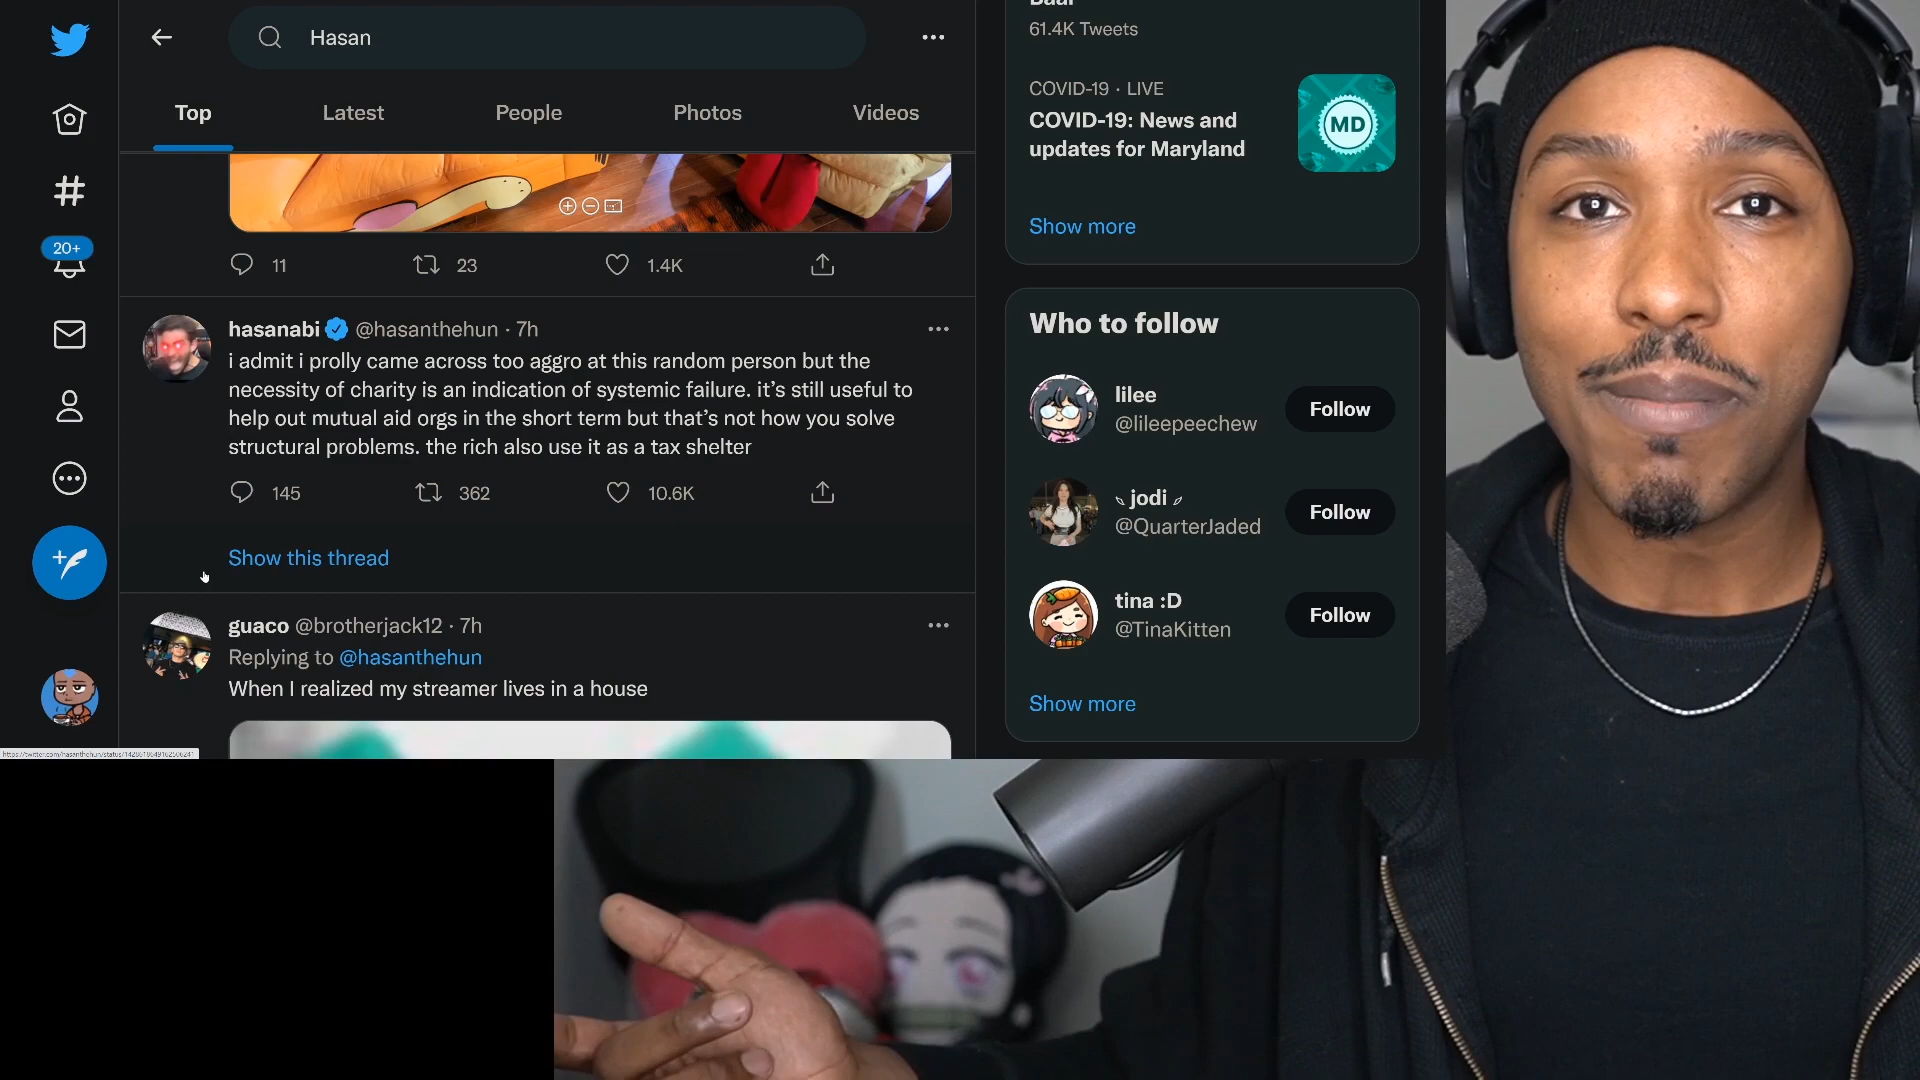 Hasan
Top
Latest
People
Photos
Videos
11
23
1.4K
hasanabi @hasanthehun · 7h
i admit i prolly came across too aggro at this random person but the
necessity of charity is an indication of systemic failure. it’s still useful to
help out mutual aid orgs in the short term but that’s not how you solve
structural problems. the rich also use it as a tax shelter
145
362
10.6K
Show this thread
guaco @brotherjack12 · 7h
Replying to @hasanthehun
When I realized my streamer lives in a house
20+
61.4K Tweets
COVID-19 · LIVE
COVID-19: News and
updates for Maryland
MD
Show more
Who to follow
lilee
@lileepeechew
Follow
jodi
@QuarterJaded
Follow
tina :D
@TinaKitten
Follow
Show more